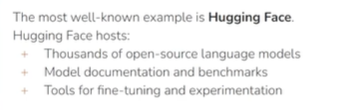 The most well-known example is Hugging Face.
Hugging Face hosts:
+ Thousands of open-source language models
+ Model documentation and benchmarks
+ Tools for fine-tuning and experimentation